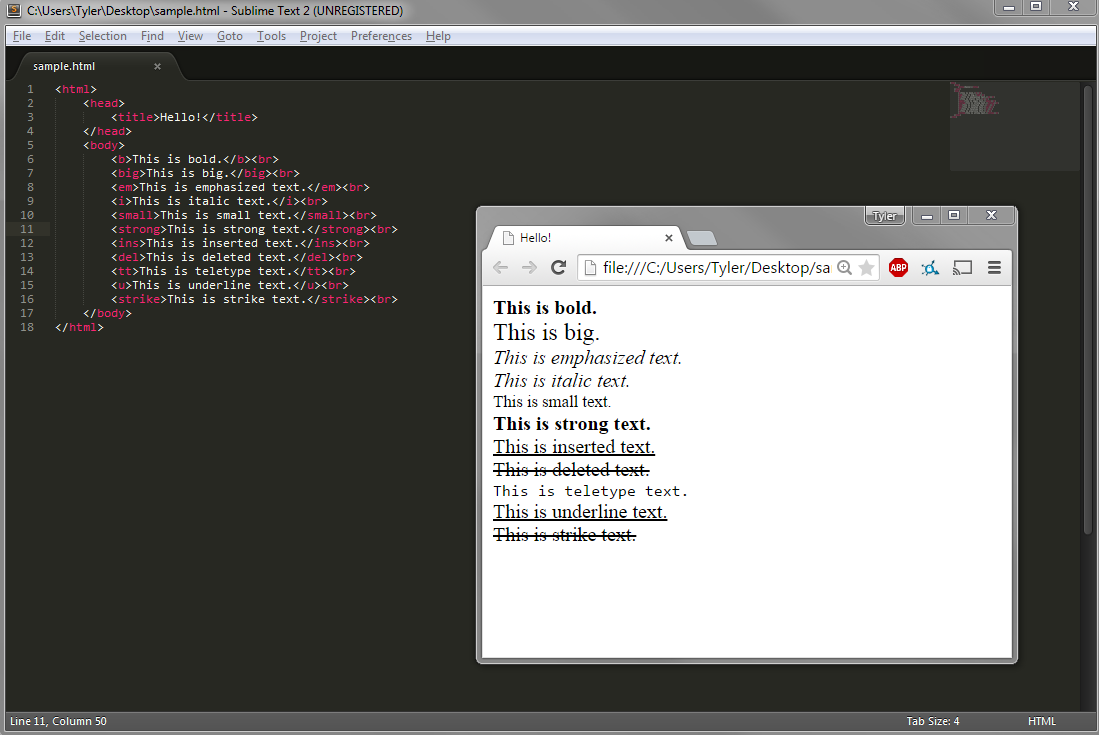 C:\Users\Tyler\Desktop\sample.html - Sublime Text 2 (UNREGISTERED)
File Edit Selection Find View Goto Tools Project Preferences Help
sample.html
1 <html>
2 <head>
3 <title>Hello!</title>
4 </head>
5 <body>
6 <b>This is bold.</b><br>
7 <big>This is big.</big><br>
8 <em>This is emphasized text.</em><br>
9 <i>This is italic text.</i><br>
10 <small>This is small text.</small><br>
11 <strong>This is strong text.</strong><br>
12 <ins>This is inserted text.</ins><br>
13 <del>This is deleted text.</del><br>
14 <tt>This is teletype text.</tt><br>
15 <u>This is underline text.</u><br>
16 <strike>This is strike text.</strike><br>
17 </body>
18 </html>
Tyler
Hello!
file:///C:/Users/Tyler/Desktop/sa
ABP
This is bold.
This is big.
This is emphasized text.
This is italic text.
This is small text.
This is strong text.
This is inserted text.
This is deleted text.
This is teletype text.
This is underline text.
This is strike text.
Line 11, Column 50
Tab Size: 4
HTML